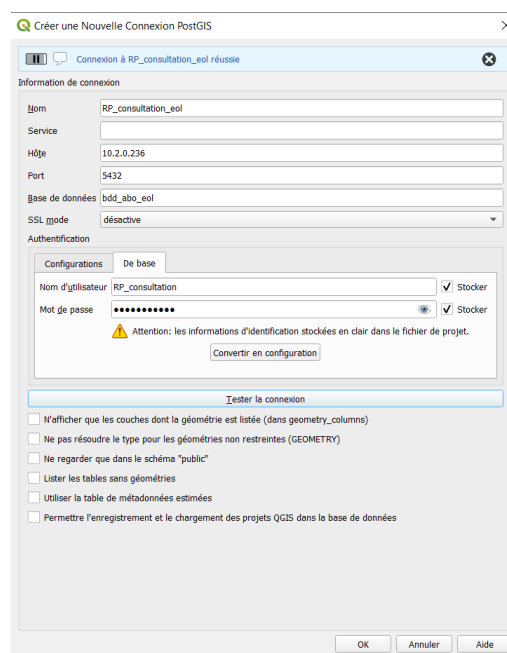 Créer une Nouvelle Connexion PostGIS
Connexion à RP_consultation_eol réussie
Information de connexion
Nom RP_consultation_eol
Service
Hôte 10.2.0.236
Port 5432
Base de données bdd_abo_eol
SSL mode désactive
Authentification
Configurations De base
Nom d'utilisateur RP_consultation Stocker
Mot de passe ●●●●●●●●●●● Stocker
Attention: les informations d'identification stockées en clair dans le fichier de projet.
Convertir en configuration
Tester la connexion
N'afficher que les couches dont la géométrie est listée (dans geometry_columns)
Ne pas résoudre le type pour les géométries non restreintes (GEOMETRY)
Ne regarder que dans le schéma "public"
Lister les tables sans géométries
Utiliser la table de métadonnées estimées
Permettre l'enregistrement et le chargement des projets QGIS dans la base de données
OK Annuler Aide